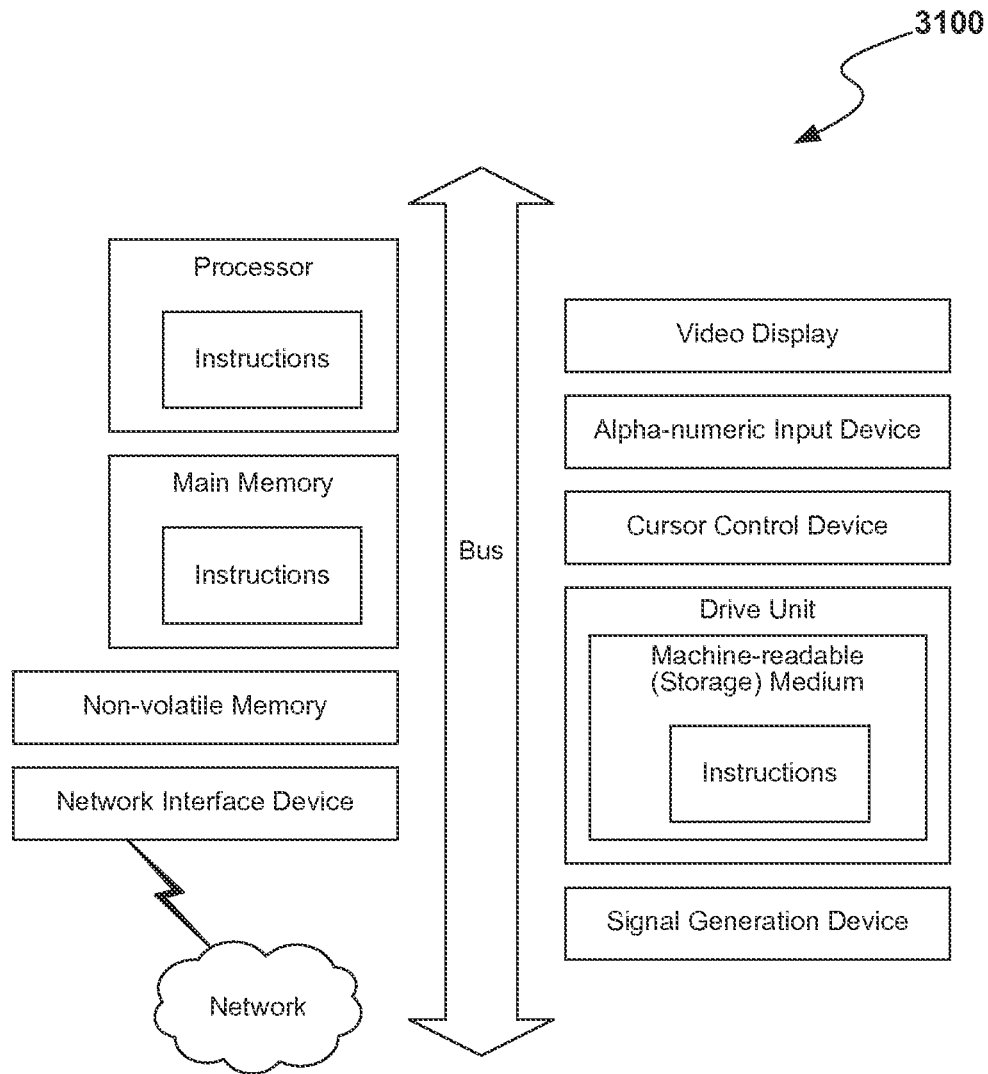 3100
Processor
Instructions
Main Memory
Instructions
Non-volatile Memory
Network Interface Device
Network
Bus
Video Display
Alpha-numeric Input Device
Cursor Control Device
Drive Unit
Machine-readable
(Storage) Medium
Instructions
Signal Generation Device